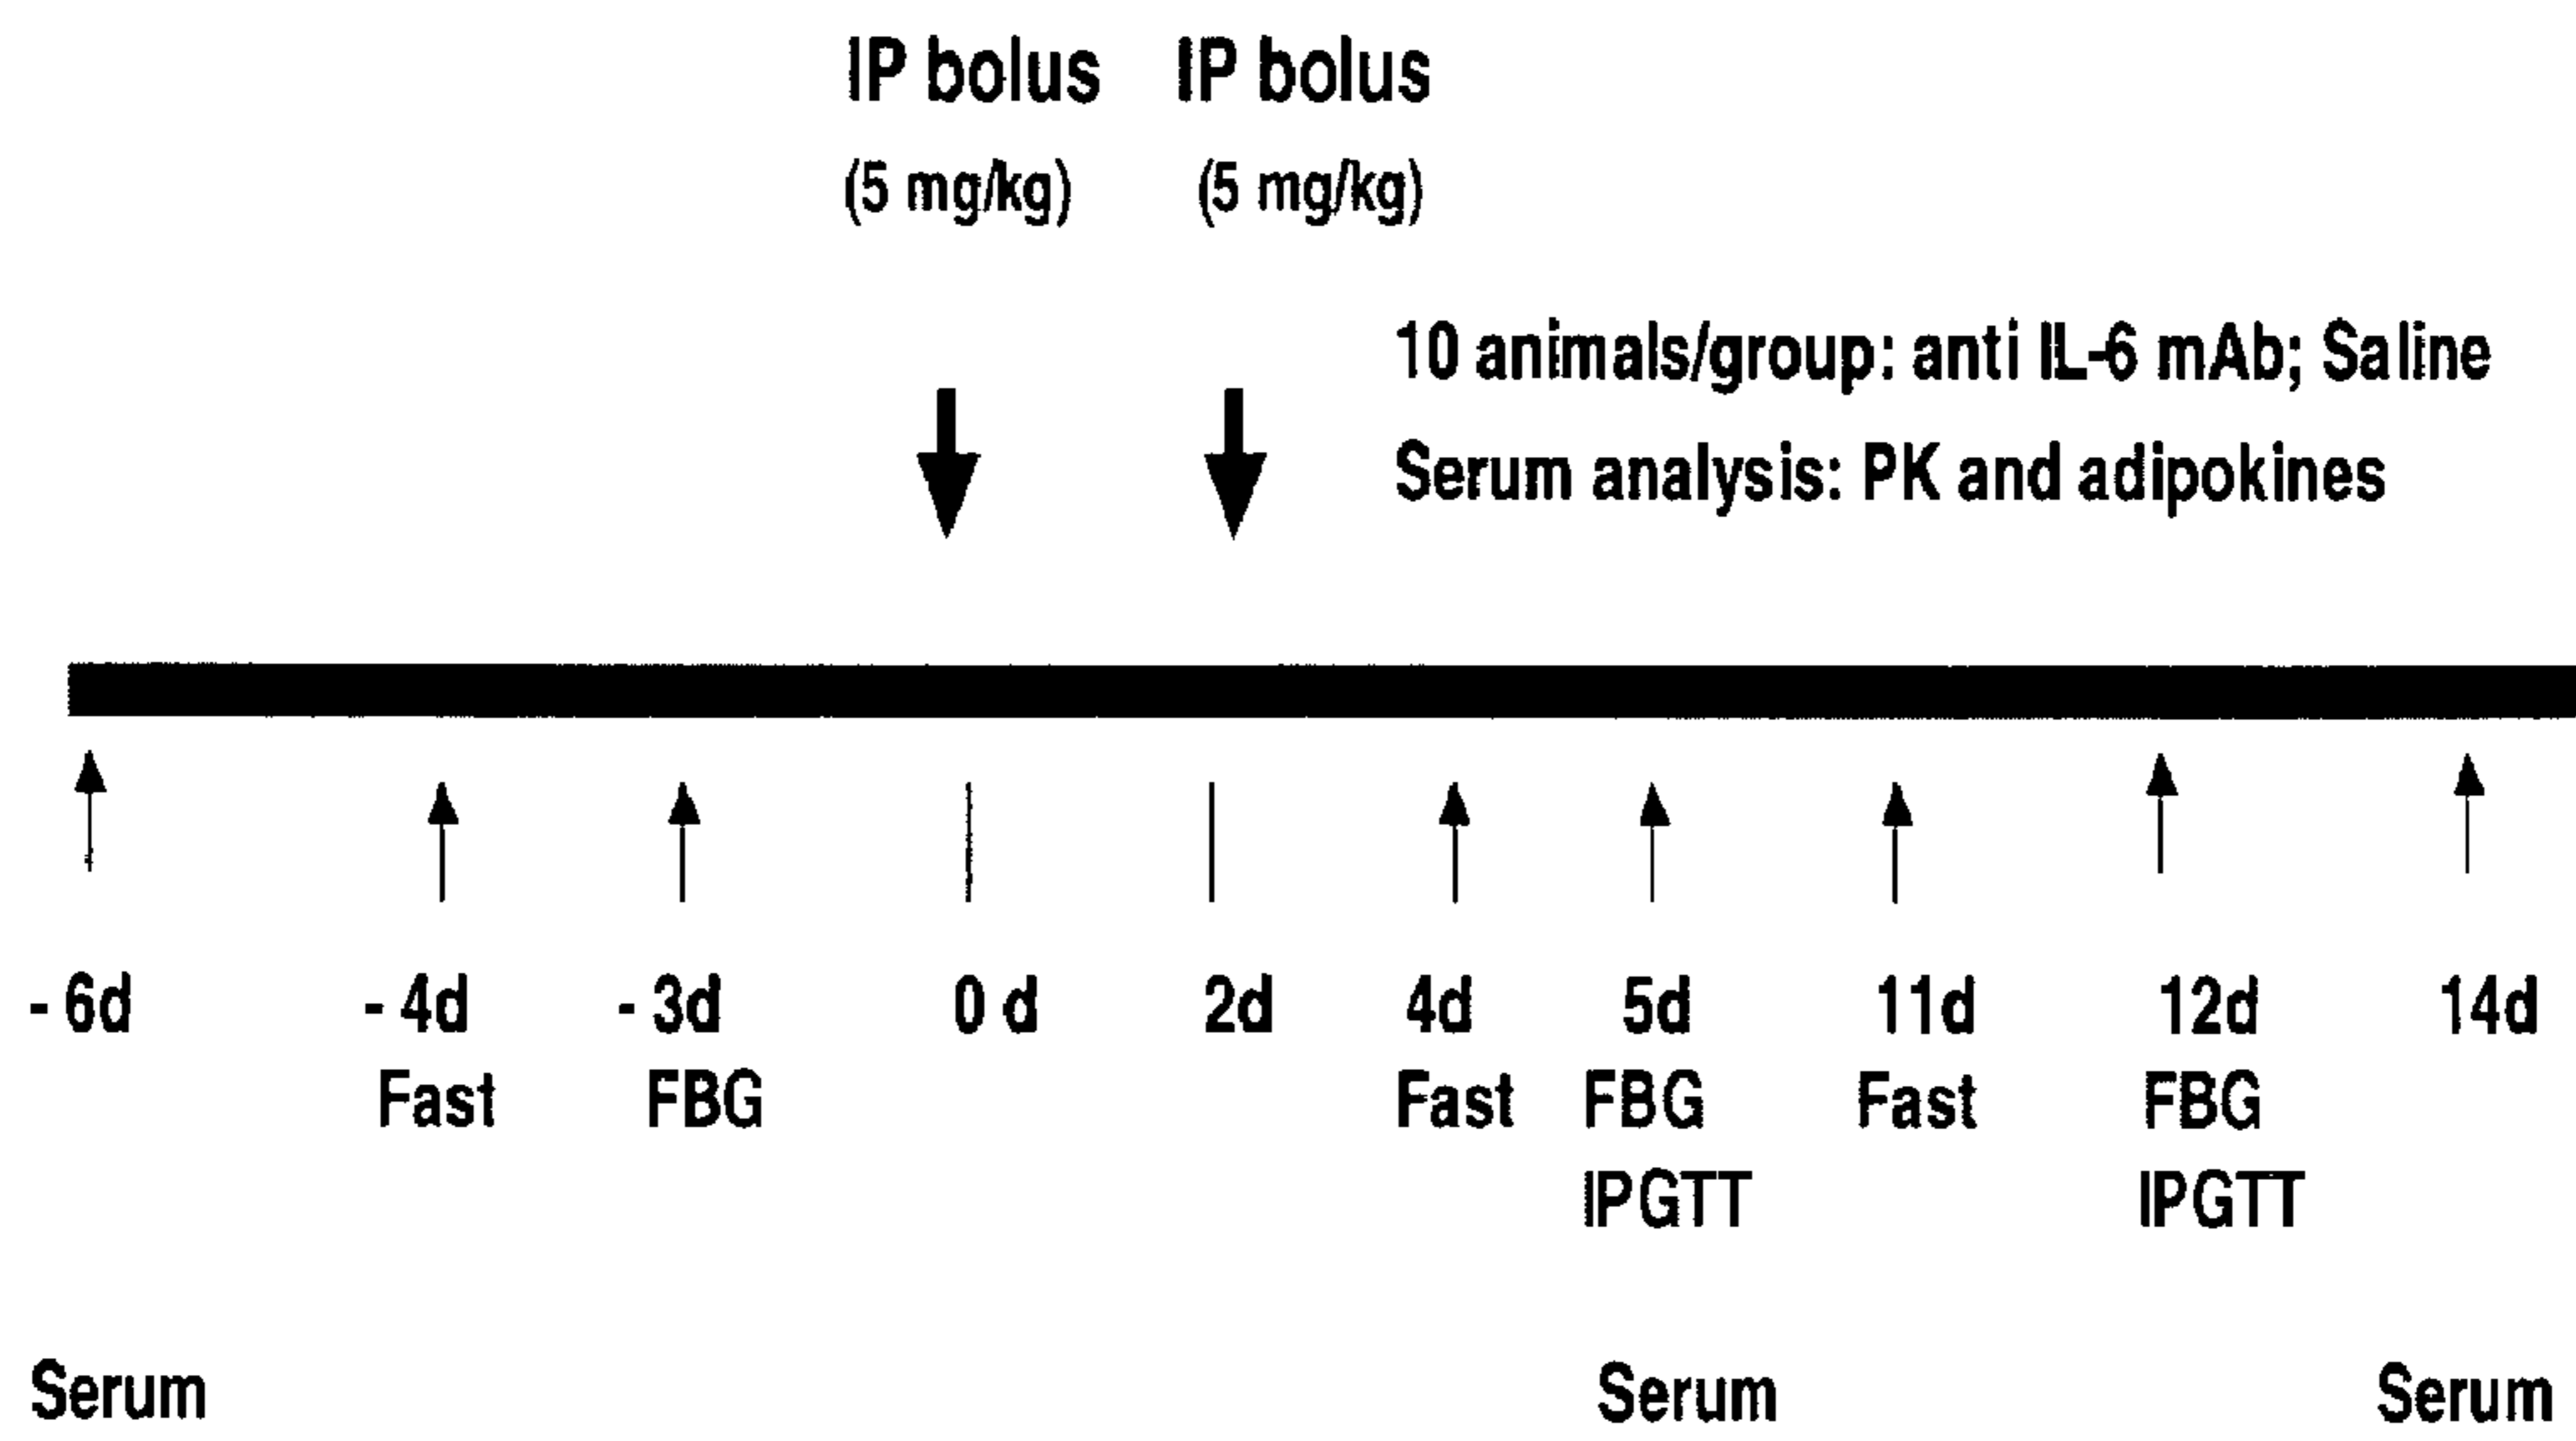 IP bolus IP bolus
(5 mg/kg) (5 mg/kg)
10 animals/group: anti IL-6 mAb; Saline
Serum analysis: PK and adipokines
- 6d - 4d - 3d 0 d 2d 4d 5d 11d 12d 14d
Fast FBG Fast FBG Fast FBG
IPGTT IPGTT
Serum Serum Serum